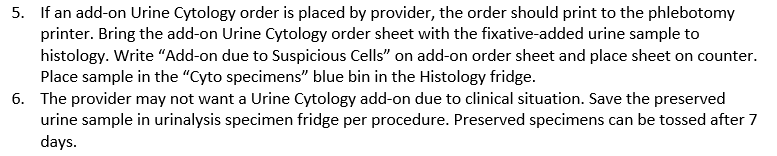 5. If an add-on Urine Cytology order is placed by provider, the order should print to the phlebotomy
printer. Bring the add-on Urine Cytology order sheet with the fixative-added urine sample to
histology. Write “Add-on due to Suspicious Cells” on add-on order sheet and place sheet on counter.
Place sample in the “Cyto specimens” blue bin in the Histology fridge.
6. The provider may not want a Urine Cytology add-on due to clinical situation. Save the preserved
urine sample in urinalysis specimen fridge per procedure. Preserved specimens can be tossed after 7
days.